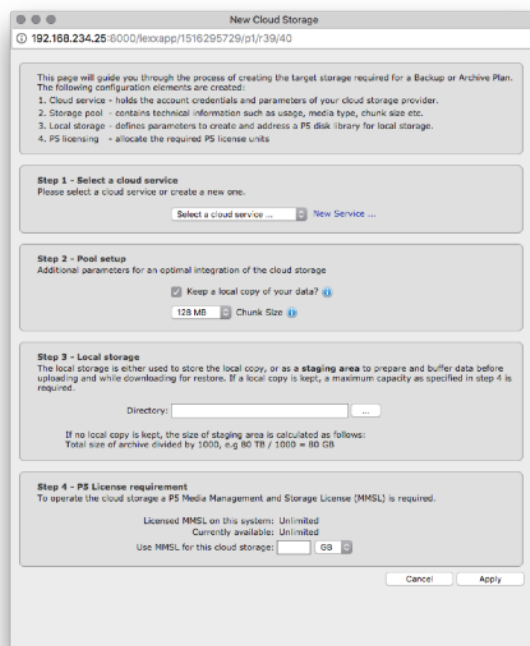 New Cloud Storage
192.168.234.25:8000/lexxapp/1516295729/p1/r39/40
This page will guide you through the process of creating the target storage required for a Backup or Archive Plan.
The following configuration elements are created:
1. Cloud service - holds the account credentials and parameters of your cloud storage provider.
2. Storage pool - contains technical information such as usage, media type, chunk size etc.
3. Local storage - defines parameters to create and address a P5 disk library for local storage.
4. P5 licensing - allocate the required P5 license units
Step 1 - Select a cloud service
Please select a cloud service or create a new one.
Select a cloud service ... New Service ...
Step 2 - Pool setup
Additional parameters for an optimal integration of the cloud storage
Keep a local copy of your data?
128 MB Chunk Size
Step 3 - Local storage
The local storage is either used to store the local copy, or as a staging area to prepare and buffer data before
uploading and while downloading for restore. If a local copy is kept, a maximum capacity as specified in step 4 is
required.
Directory: ...
If no local copy is kept, the size of staging area is calculated as follows:
Total size of archive divided by 1000, e.g 80 TB / 1000 = 80 GB
Step 4 - P5 License requirement
To operate the cloud storage a P5 Media Management and Storage License (MMSL) is required.
Licensed MMSL on this system: Unlimited
Currently available: Unlimited
Use MMSL for this cloud storage: GB
Cancel Apply